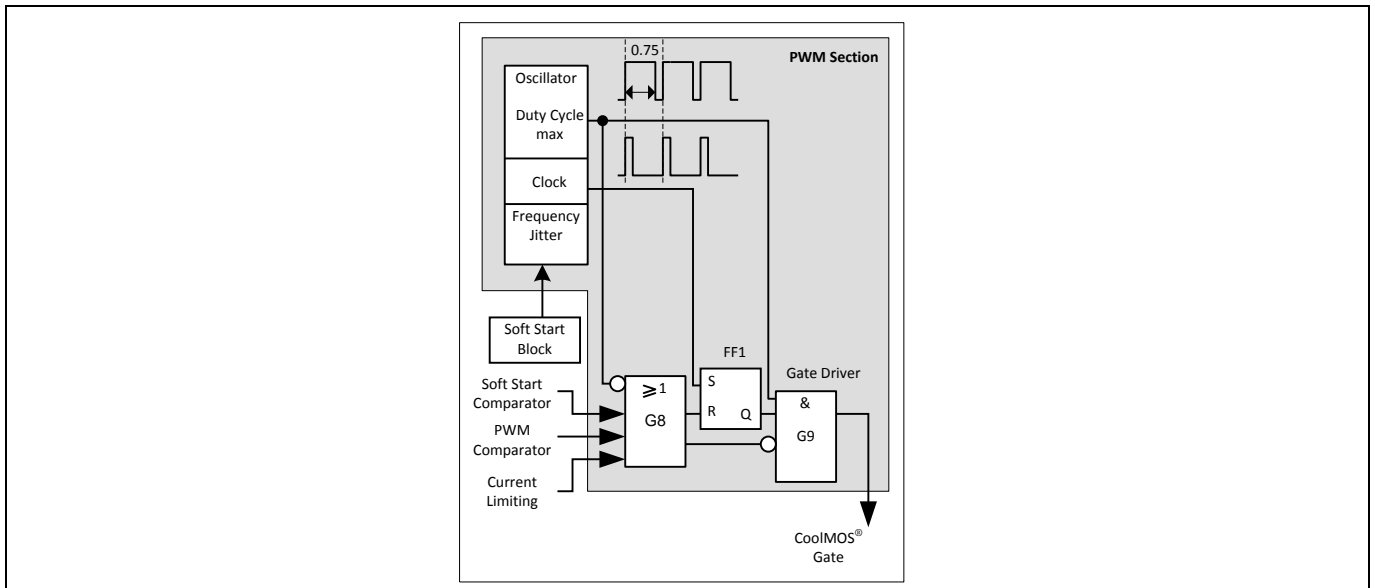 0.75
PWM Section
Oscillator
Duty Cycle
max
Clock
Frequency
Jitter
Soft Start
Block
FF1
Gate Driver
Soft Start
Comparator
PWM
Comparator
Current
Limiting
⩾1
G8
S
R
Q
&
G9
CoolMOS®
Gate